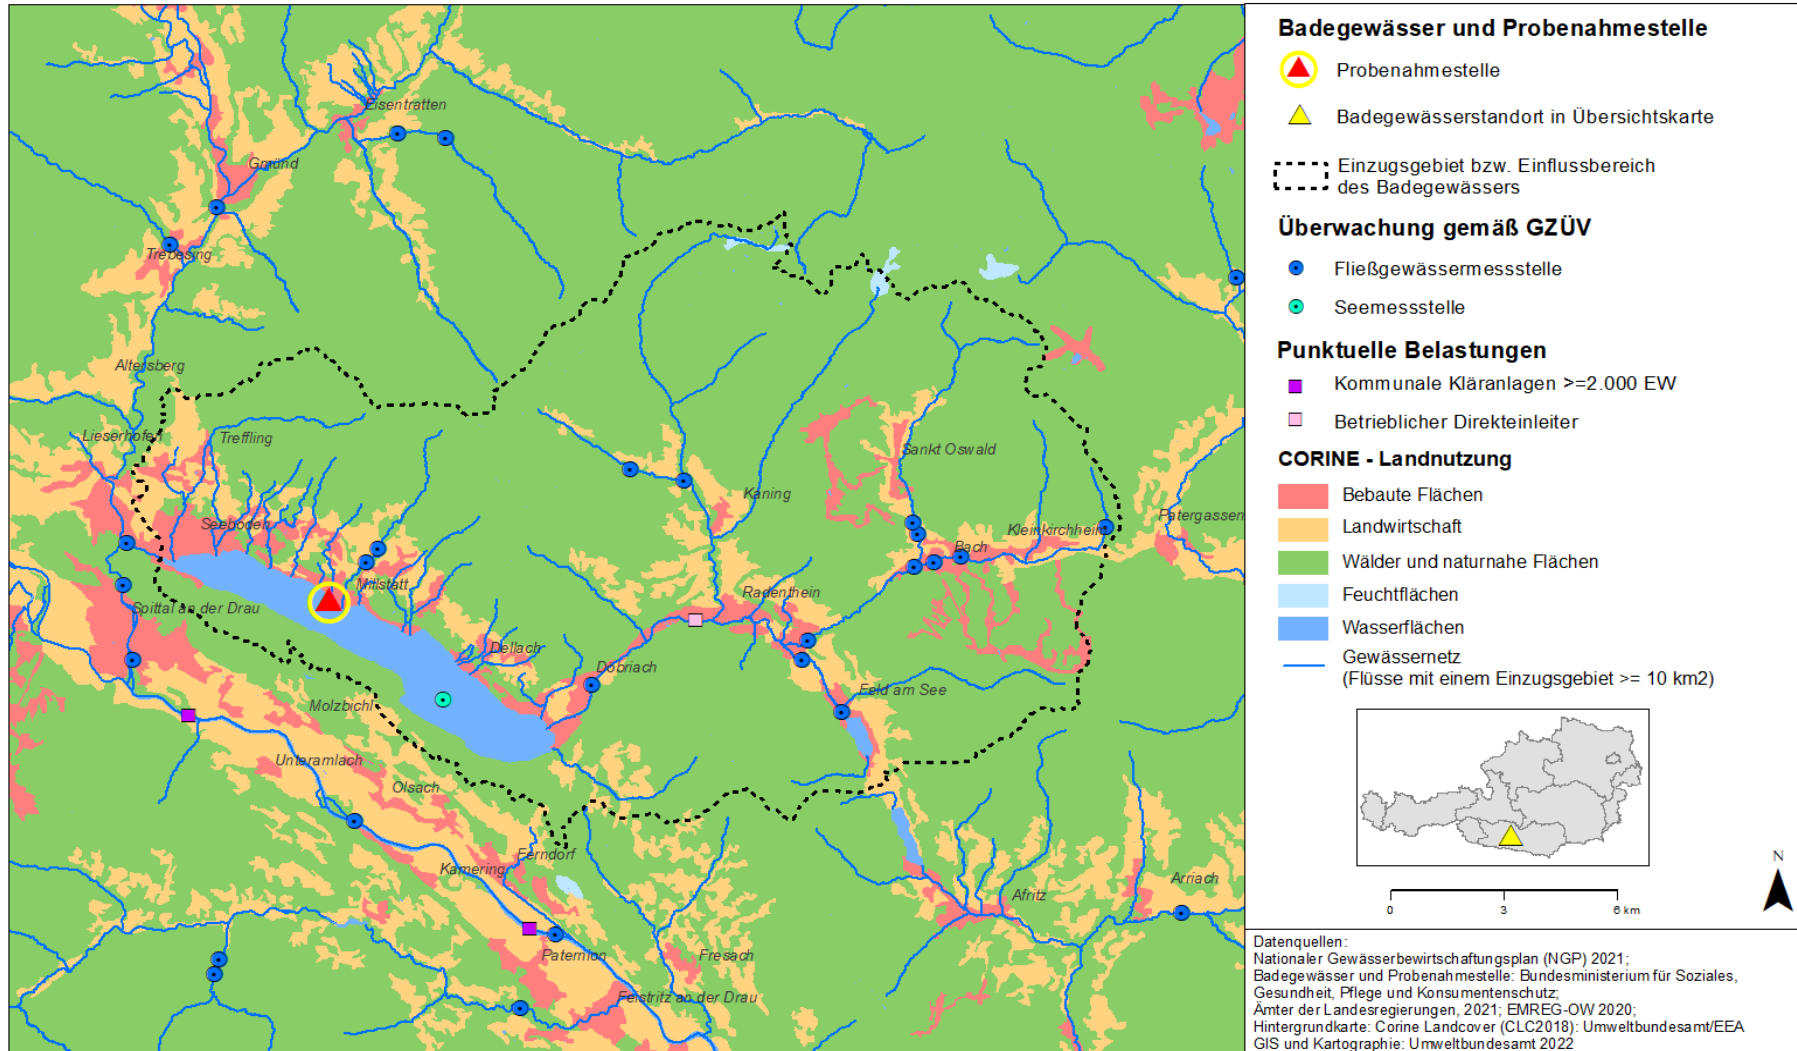 Eisentratten
Gmünd
Trebesing
Altersberg
Lieserhofen
Treffling
Sankt Oswald
Kaning
Seeboden
Kleinkirchheim
Patergassen
Bach
Millstatt
Radenthein
Spittal an der Drau
Dellach
Döbriach
Feld am See
Molzbichl
Unteramlach
Olsach
Ferndorf
Kamering
Afritz
Arriach
Paternion
Fresach
Feistritz an der Drau
Badegewässer und Probenahmestelle
Probenahmestelle
Badegewässerstandort in Übersichtskarte
Einzugsgebiet bzw. Einflussbereich
des Badegewässers
Überwachung gemäß GZÜV
Fließgewässermessstelle
Seemessstelle
Punktuelle Belastungen
Kommunale Kläranlagen >=2.000 EW
Betrieblicher Direkteinleiter
CORINE - Landnutzung
Bebaute Flächen
Landwirtschaft
Wälder und naturnahe Flächen
Feuchtflächen
Wasserflächen
Gewässernetz
(Flüsse mit einem Einzugsgebiet >= 10 km2)
N
0 3 6 km
Datenquellen:
Nationaler Gewässerbewirtschaftungsplan (NGP) 2021;
Badegewässer und Probenahmestelle: Bundesministerium für Soziales,
Gesundheit, Pflege und Konsumentenschutz;
Ämter der Landesregierungen, 2021; EMREG-OW 2020;
Hintergrundkarte: Corine Landcover (CLC2018): Umweltbundesamt/EEA
GIS und Kartographie: Umweltbundesamt 2022